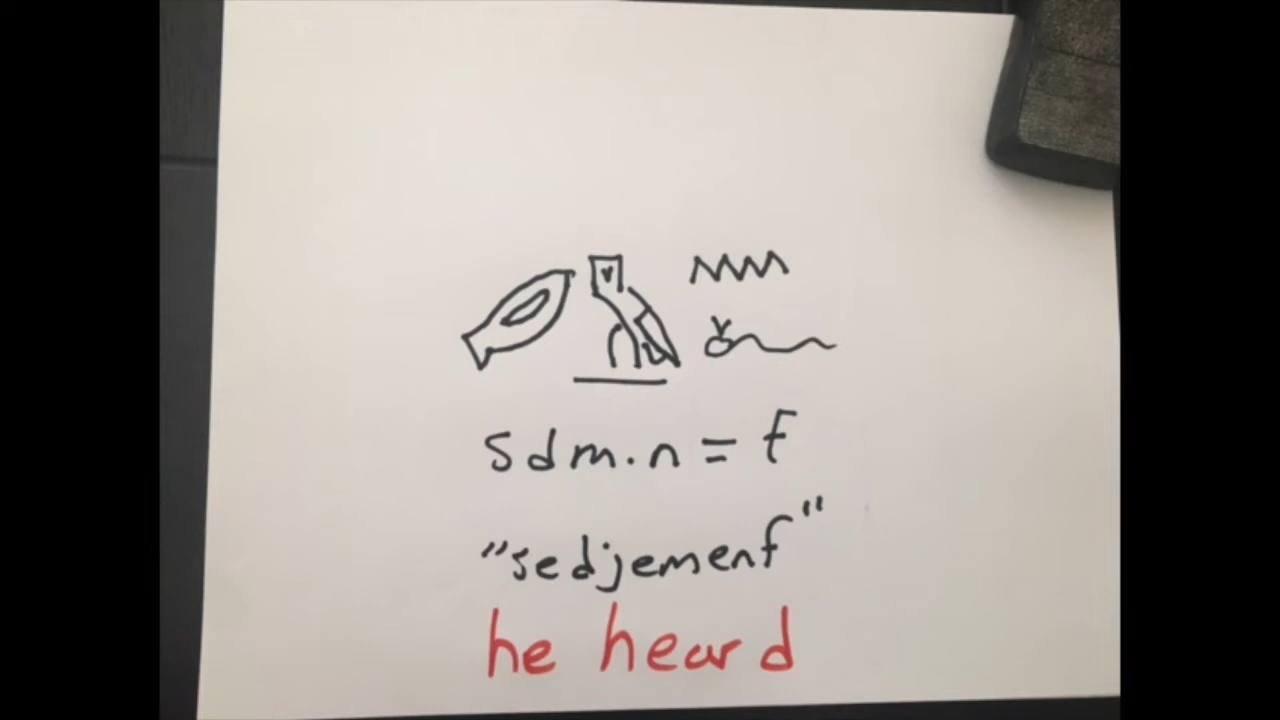 𓄔𓅓𓈖𓆑
sdm.n=f
"sedjemenf"
he heard